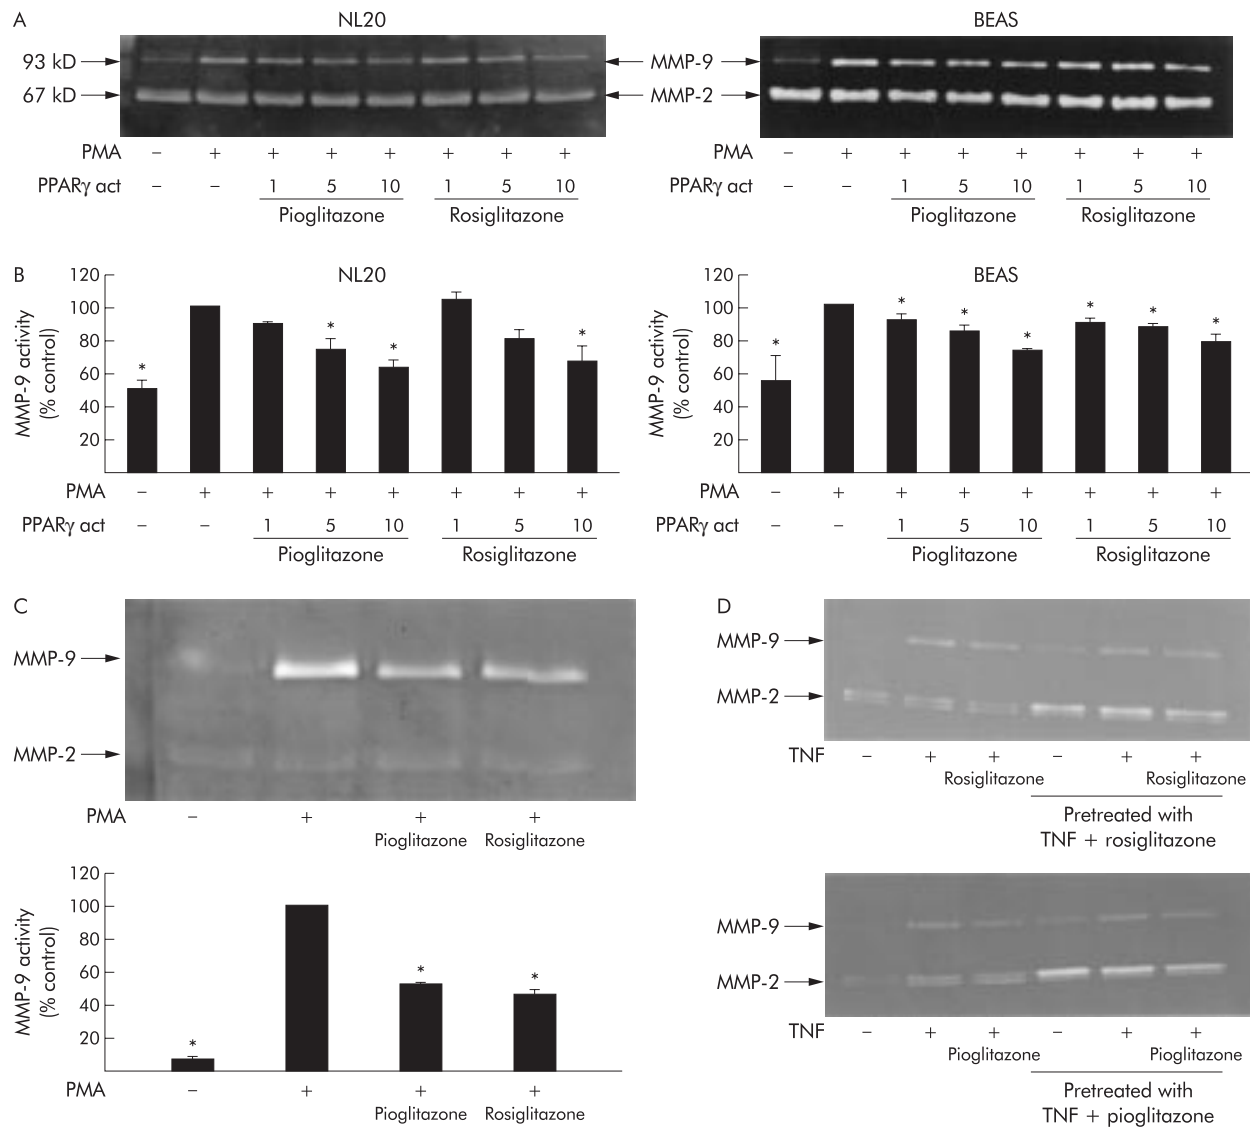 A NL20 BEAS
93 kD MMP-9
67 kD MMP-2
PMA – + + + + + + + PMA – + + + + + + +
PPARγ act – – 1 5 10 1 5 10 PPARγ act – – 1 5 10 1 5 10
Pioglitazone Rosiglitazone Pioglitazone Rosiglitazone
B NL20 BEAS
MMP-9 activity
(% control)
120
100
80
60
40
20
* * * *
PMA – + + + + + + +
PPARγ act – – 1 5 10 1 5 10
Pioglitazone Rosiglitazone
MMP-9 activity
(% control)
120
100
80
60
40
20
* * * * * * *
PMA – + + + + + + +
PPARγ act – – 1 5 10 1 5 10
Pioglitazone Rosiglitazone
C
MMP-9
MMP-2
PMA – + + +
Pioglitazone Rosiglitazone
MMP-9 activity
(% control)
120
100
80
60
40
20
* * *
PMA – + + +
Pioglitazone Rosiglitazone
D
MMP-9
MMP-2
TNF – + + – + +
Rosiglitazone Rosiglitazone
Pretreated with
TNF + rosiglitazone
MMP-9
MMP-2
TNF – + + – + +
Pioglitazone Pioglitazone
Pretreated with
TNF + pioglitazone